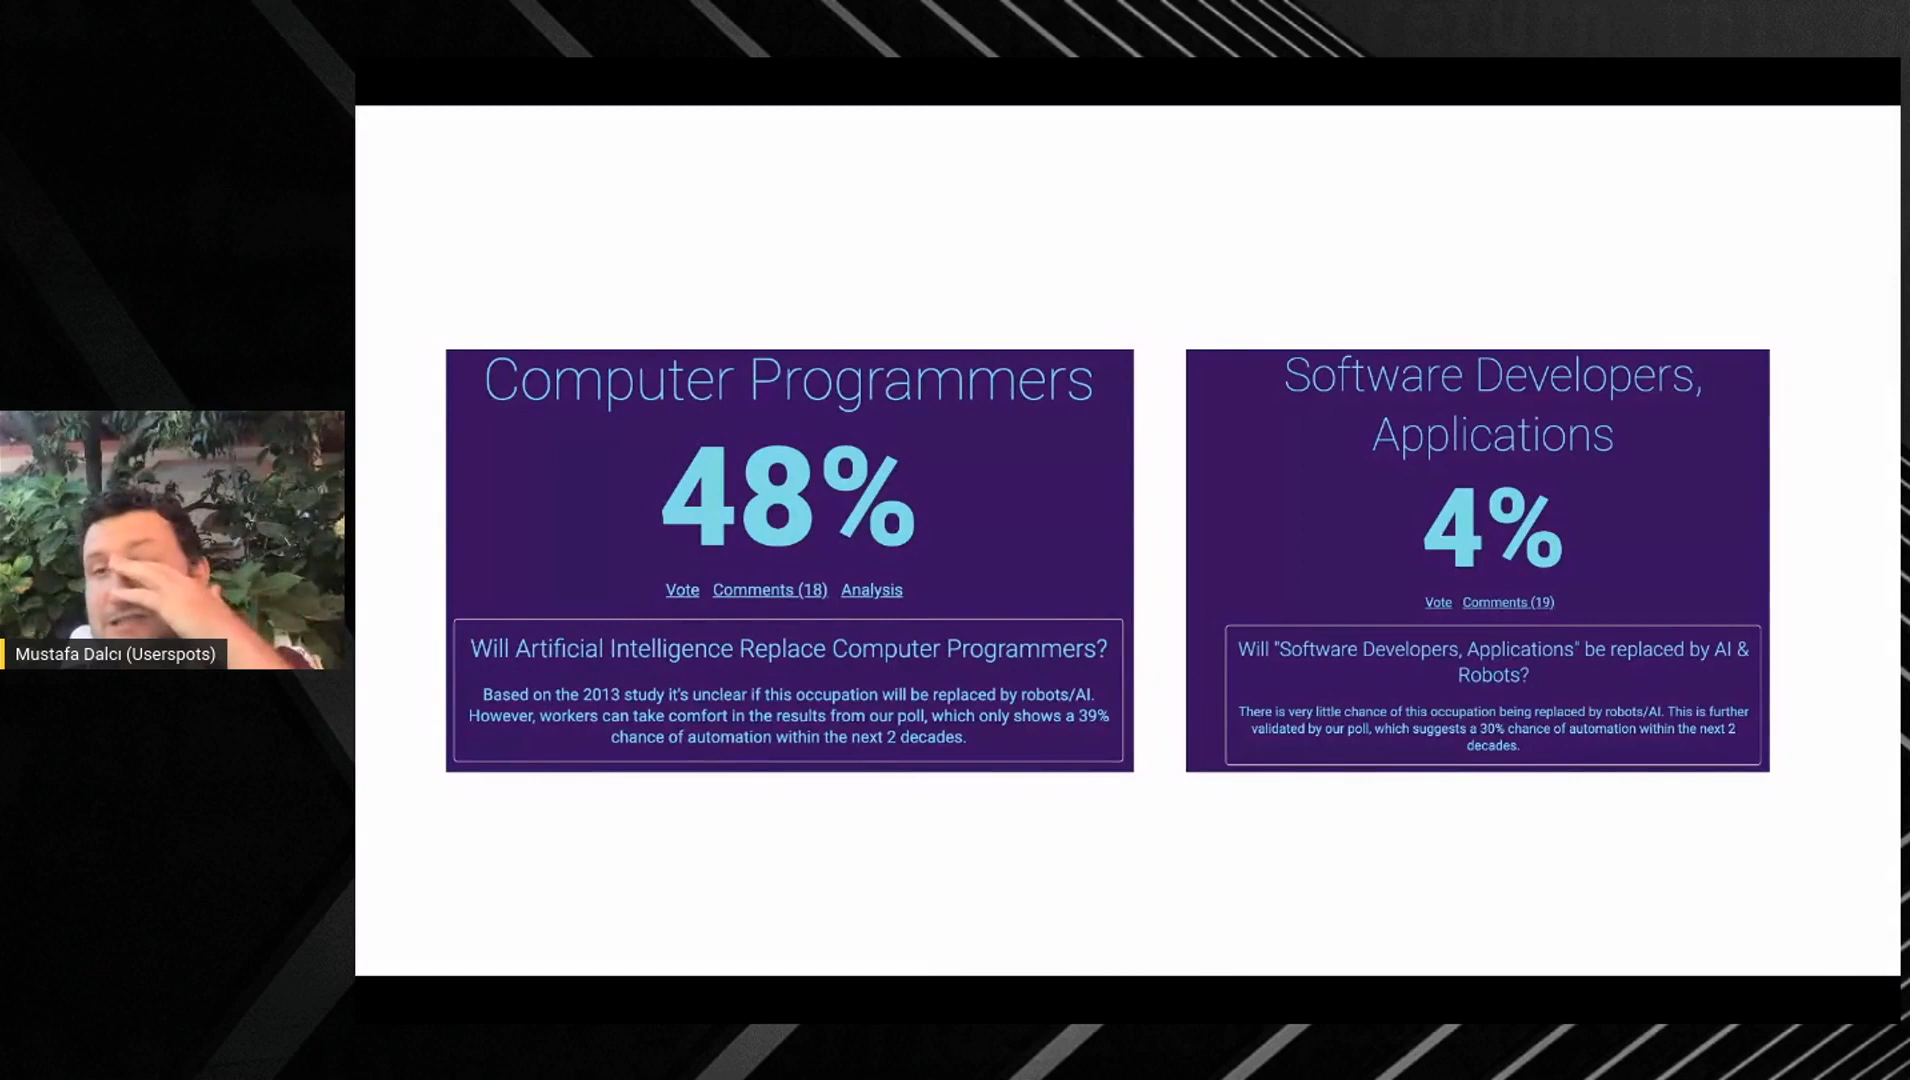 Computer Programmers
48%
Vote Comments (18) Analysis
Will Artificial Intelligence Replace Computer Programmers?
Based on the 2013 study it's unclear if this occupation will be replaced by robots/AI.
However, workers can take comfort in the results from our poll, which only shows a 39%
chance of automation within the next 2 decades.
Software Developers,
Applications
4%
Vote Comments (19)
Will "Software Developers, Applications" be replaced by AI &
Robots?
There is very little chance of this occupation being replaced by robots/AI. This is further
validated by our poll, which suggests a 30% chance of automation within the next 2
decades.
Mustafa Dalcı (Userspots)